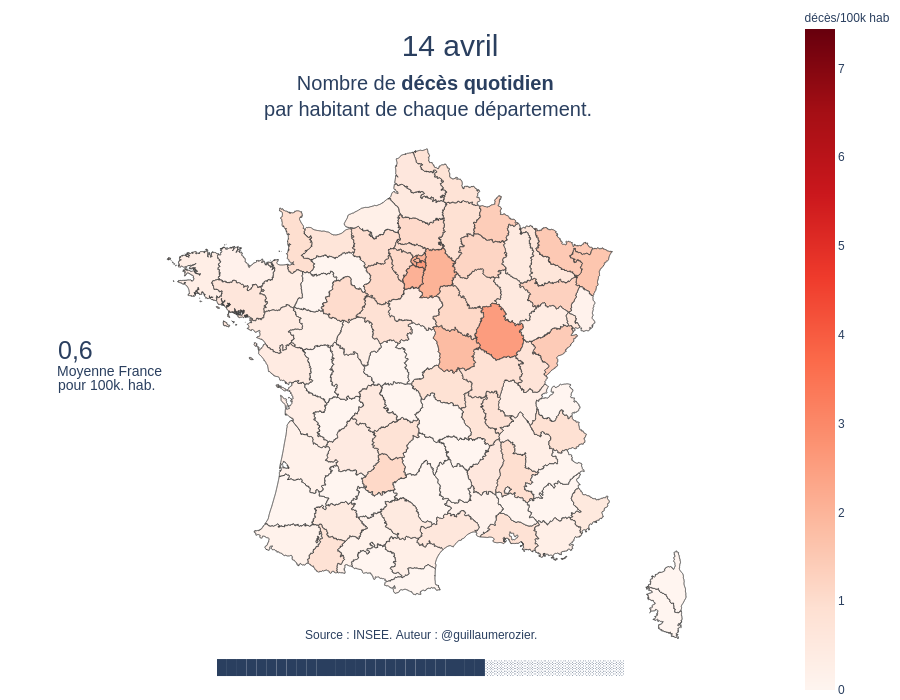 décès/100k hab
14 avril
Nombre de décès quotidien
par habitant de chaque département.
7
6
5
4
3
2
1
0
0,6
Moyenne France
pour 100k. hab.
Source : INSEE. Auteur : @guillaumerozier.